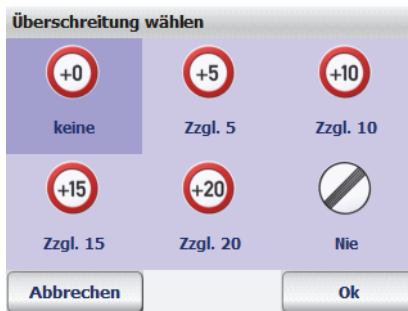 Überschreitung wählen
+0 +5 +10
keine Zzgl. 5 Zzgl. 10
+15 +20
Zzgl. 15 Zzgl. 20 Nie
Abbrechen Ok